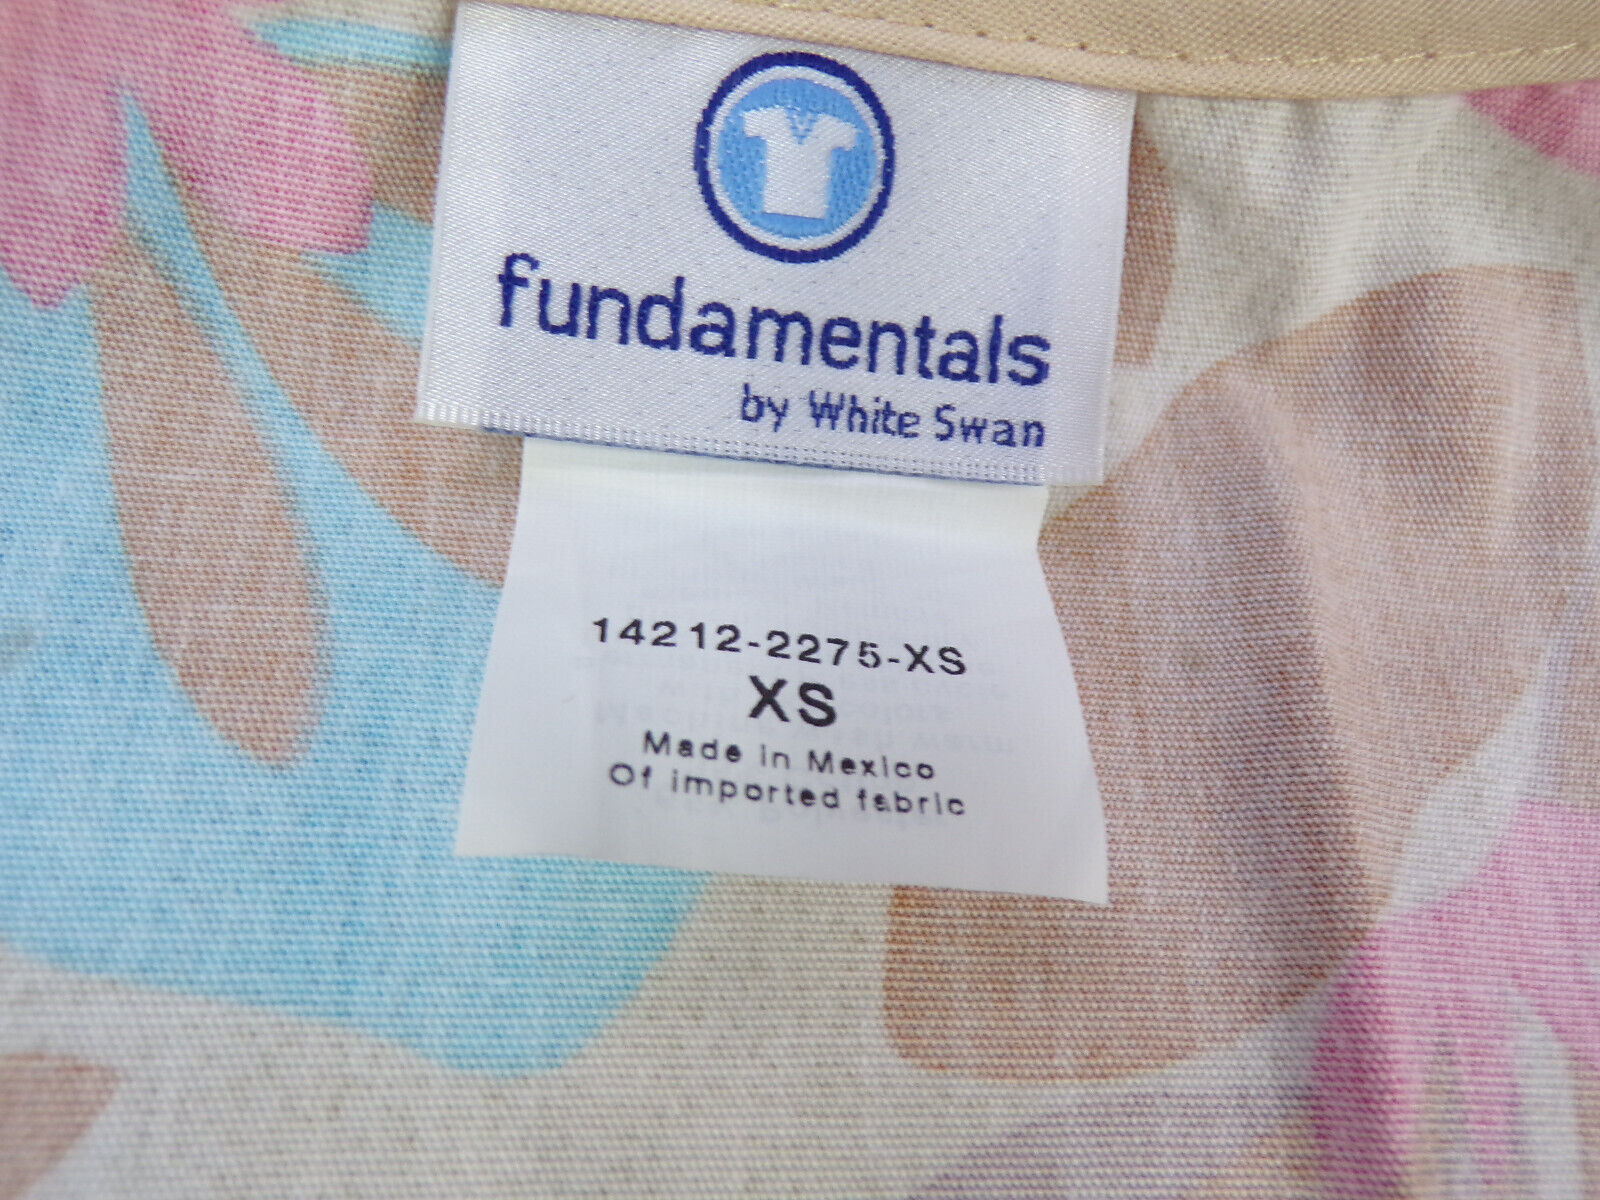 fundamentals
by White Swan
14212-2275-XS
XS
Made in Mexico
Of imported fabric